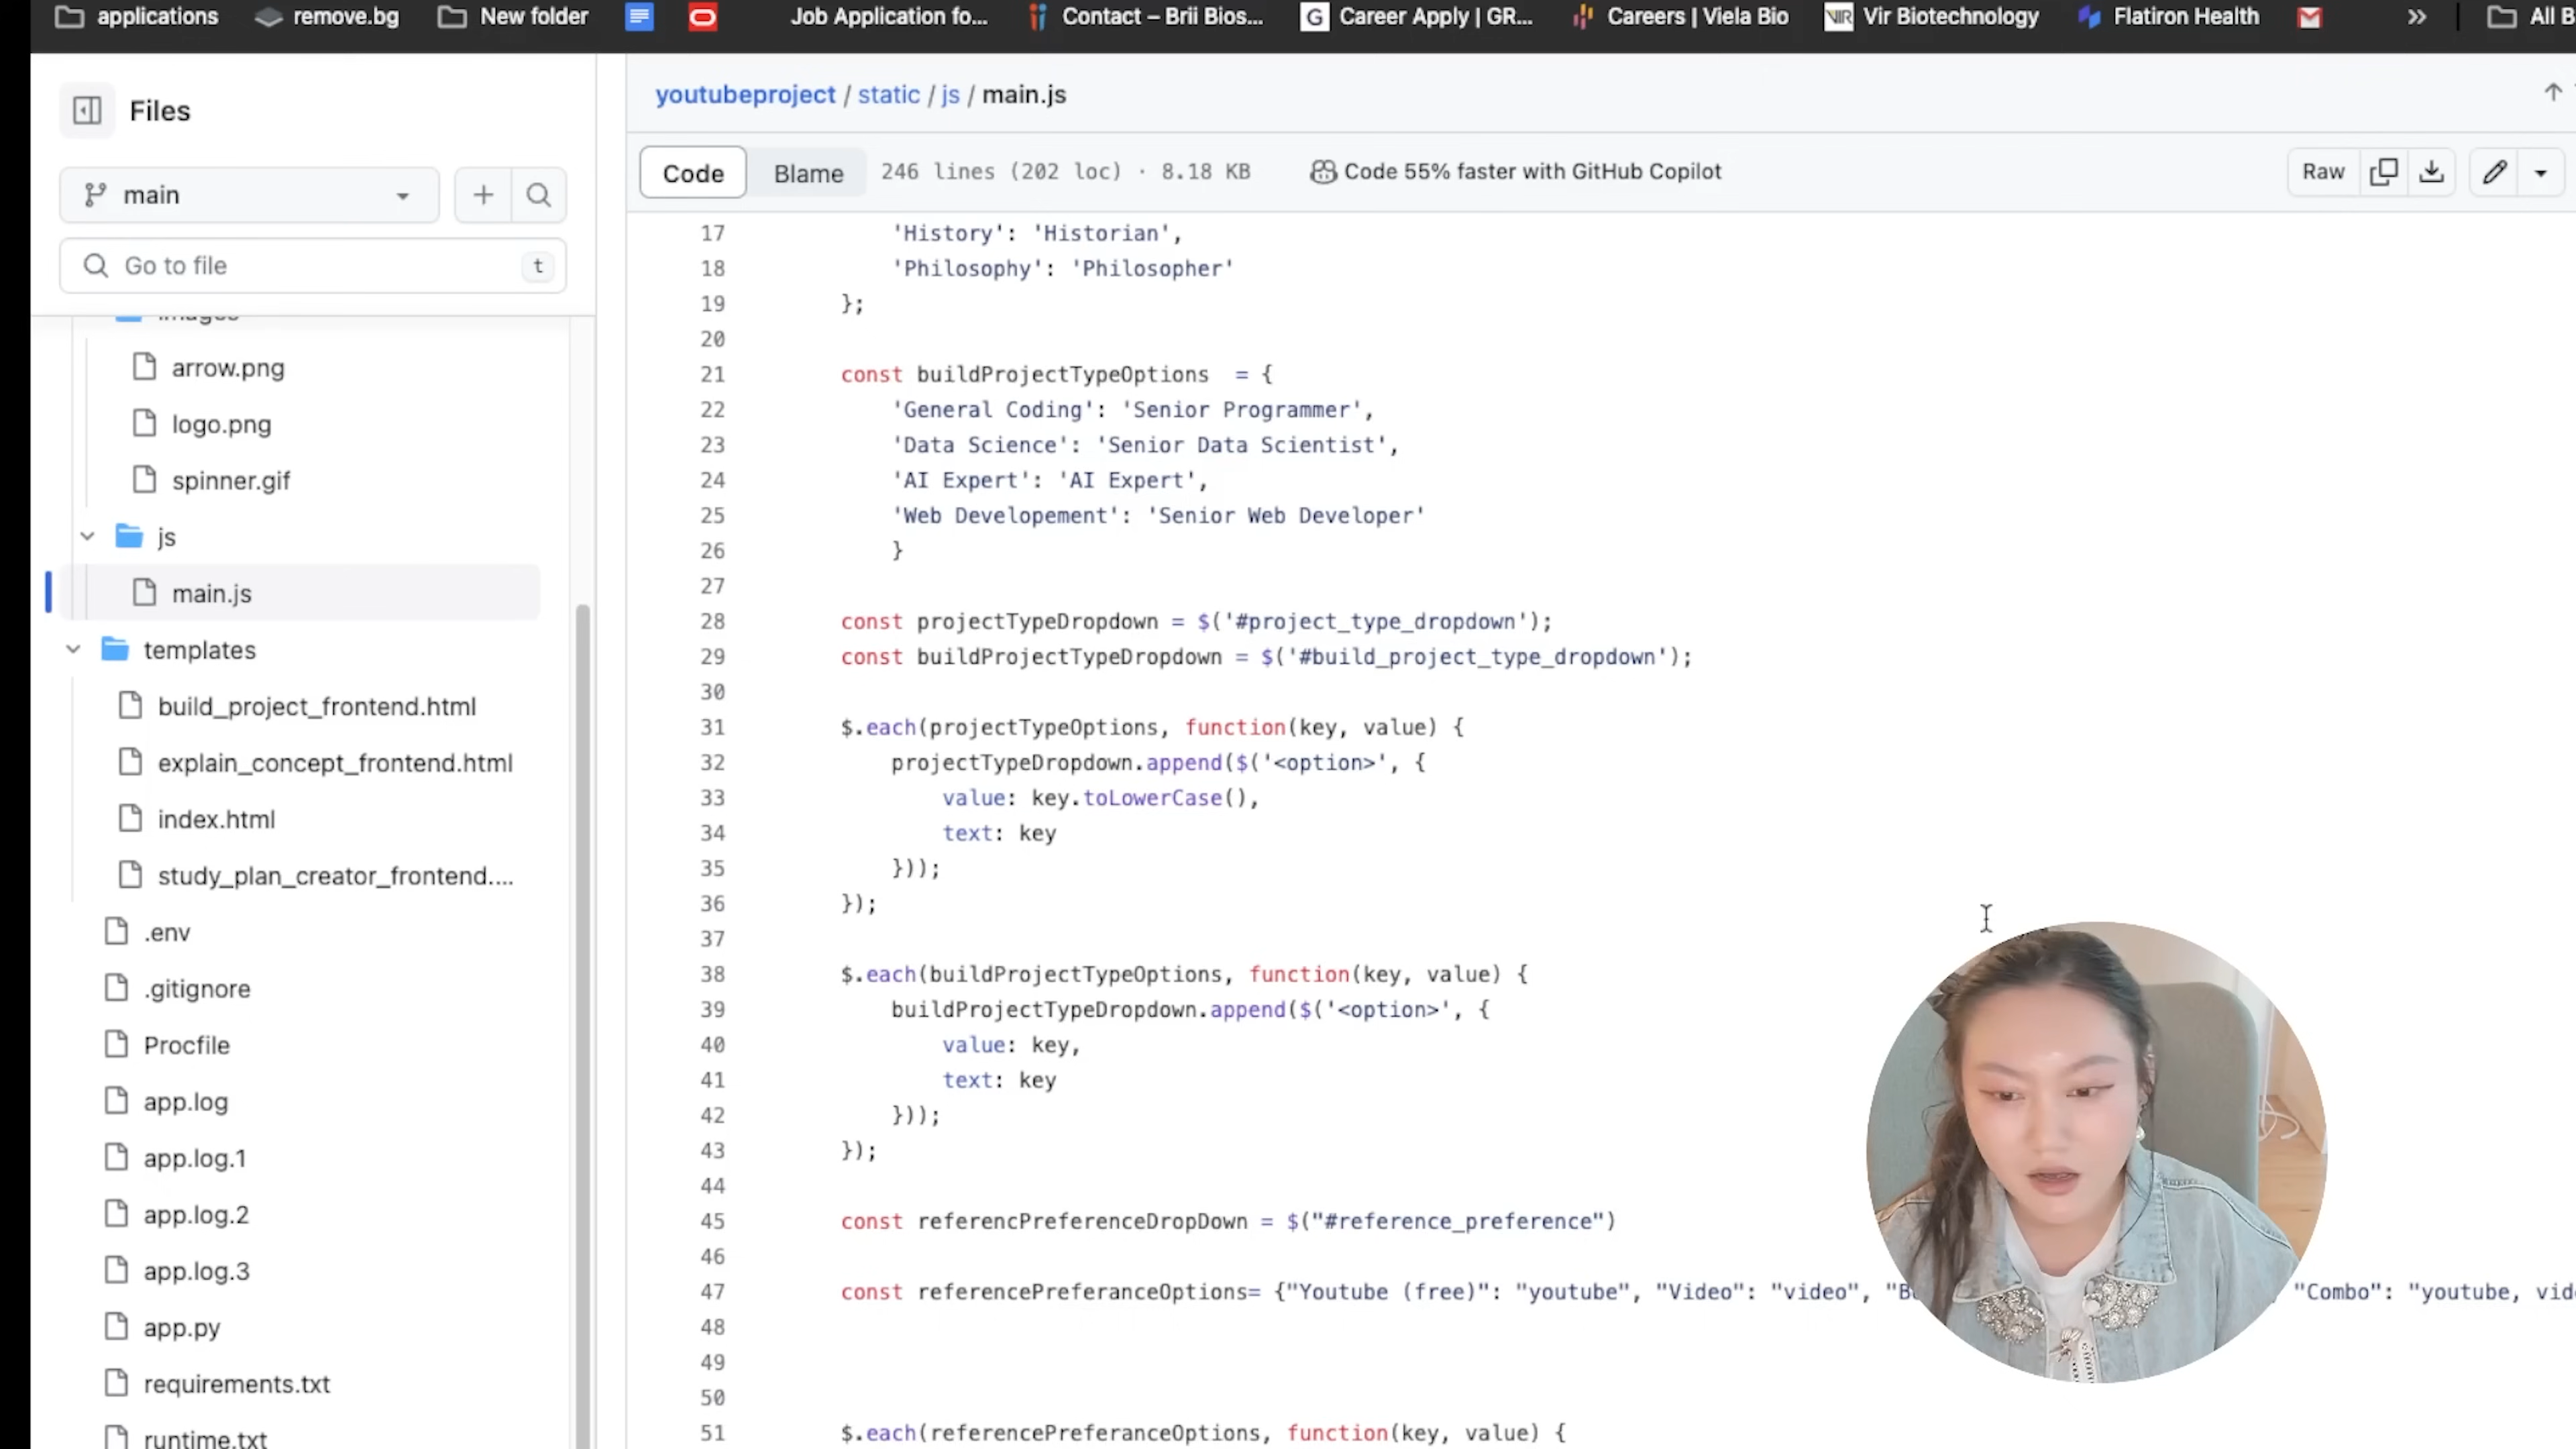 applications
remove.bg
New folder
Job Application fo...
Contact – Brii Bios...
G
Career Apply | GR...
Careers | Viela Bio
VIR
Vir Biotechnology
Flatiron Health
»
All B
Files
main
Go to file
t
images
arrow.png
logo.png
spinner.gif
js
main.js
templates
build_project_frontend.html
explain_concept_frontend.html
index.html
study_plan_creator_frontend....
.env
.gitignore
Procfile
app.log
app.log.1
app.log.2
app.log.3
app.py
requirements.txt
runtime.txt
youtubeproject / static / js / main.js
Code
Blame
246 lines (202 loc) · 8.18 KB
Code 55% faster with GitHub Copilot
Raw
17 'History': 'Historian',
18 'Philosophy': 'Philosopher'
19 };
20
21 const buildProjectTypeOptions  = {
22 'General Coding': 'Senior Programmer',
23 'Data Science': 'Senior Data Scientist',
24 'AI Expert': 'AI Expert',
25 'Web Developement': 'Senior Web Developer'
26 }
27
28 const projectTypeDropdown = $('#project_type_dropdown');
29 const buildProjectTypeDropdown = $('#build_project_type_dropdown');
30
31 $.each(projectTypeOptions, function(key, value) {
32 projectTypeDropdown.append($('<option>', {
33 value: key.toLowerCase(),
34 text: key
35 }));
36 });
37
38 $.each(buildProjectTypeOptions, function(key, value) {
39 buildProjectTypeDropdown.append($('<option>', {
40 value: key,
41 text: key
42 }));
43 });
44
45 const referencPreferenceDropDown = $("#reference_preference")
46
47 const referencePreferanceOptions= {"Youtube (free)": "youtube", "Video": "video", "B "Combo": "youtube, vid
48
49
50
51 $.each(referencePreferanceOptions, function(key, value) {